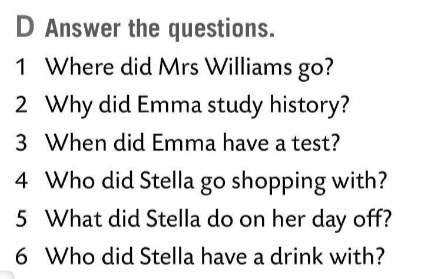 D Answer the questions.
1 Where did Mrs Williams go?
2 Why did Emma study history?
3 When did Emma have a test?
4 Who did Stella go shopping with?
5 What did Stella do on her day off?
6 Who did Stella have a drink with?